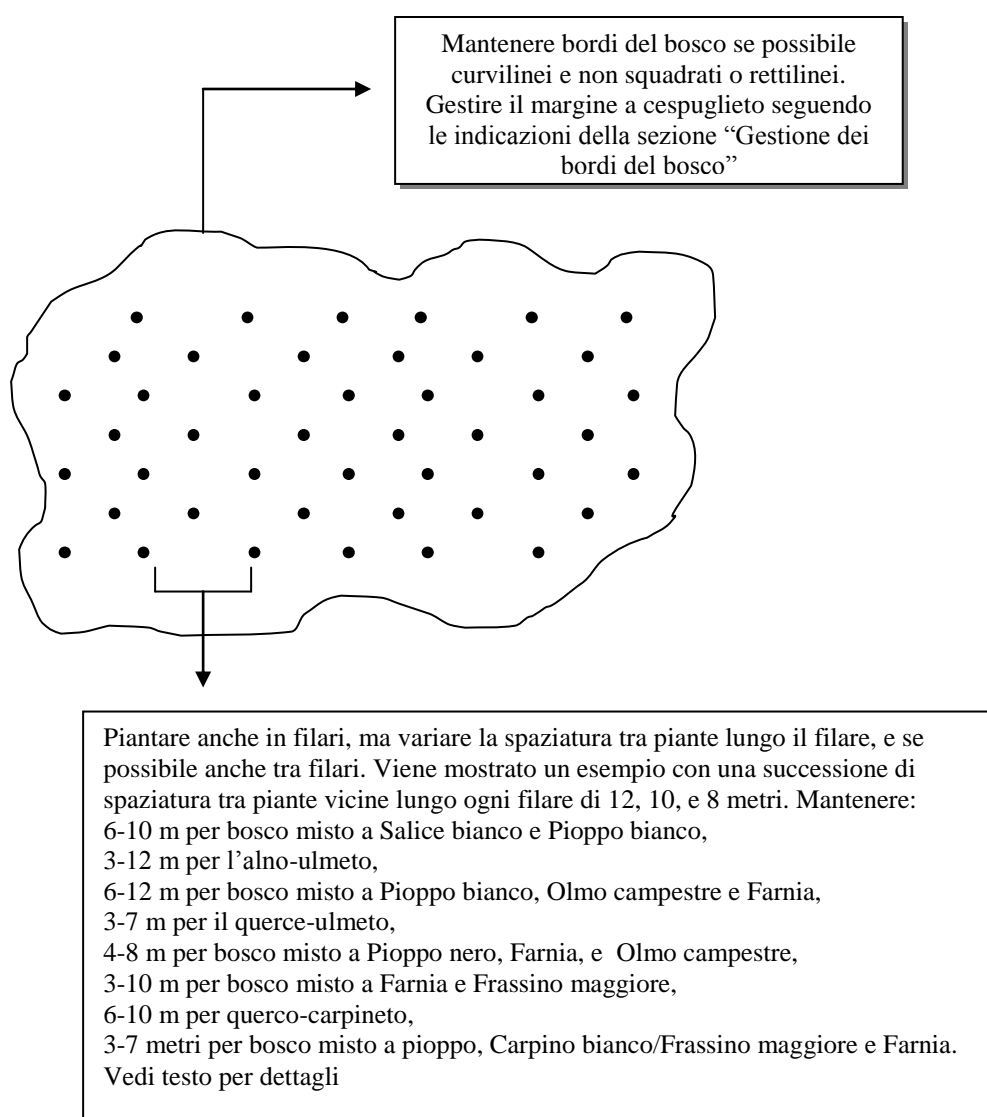 Mantenere bordi del bosco se possibile
curvilinei e non squadrati o rettilinei.
Gestire il margine a cespuglieto seguendo
le indicazioni della sezione “Gestione dei
bordi del bosco”
Piantare anche in filari, ma variare la spaziatura tra piante lungo il filare, e se
possibile anche tra filari. Viene mostrato un esempio con una successione di
spaziatura tra piante vicine lungo ogni filare di 12, 10, e 8 metri. Mantenere:
6-10 m per bosco misto a Salice bianco e Pioppo bianco,
3-12 m per l’alno-ulmeto,
6-12 m per bosco misto a Pioppo bianco, Olmo campestre e Farnia,
3-7 m per il querce-ulmeto,
4-8 m per bosco misto a Pioppo nero, Farnia, e Olmo campestre,
3-10 m per bosco misto a Farnia e Frassino maggiore,
6-10 m per querco-carpineto,
3-7 metri per bosco misto a pioppo, Carpino bianco/Frassino maggiore e Farnia.
Vedi testo per dettagli